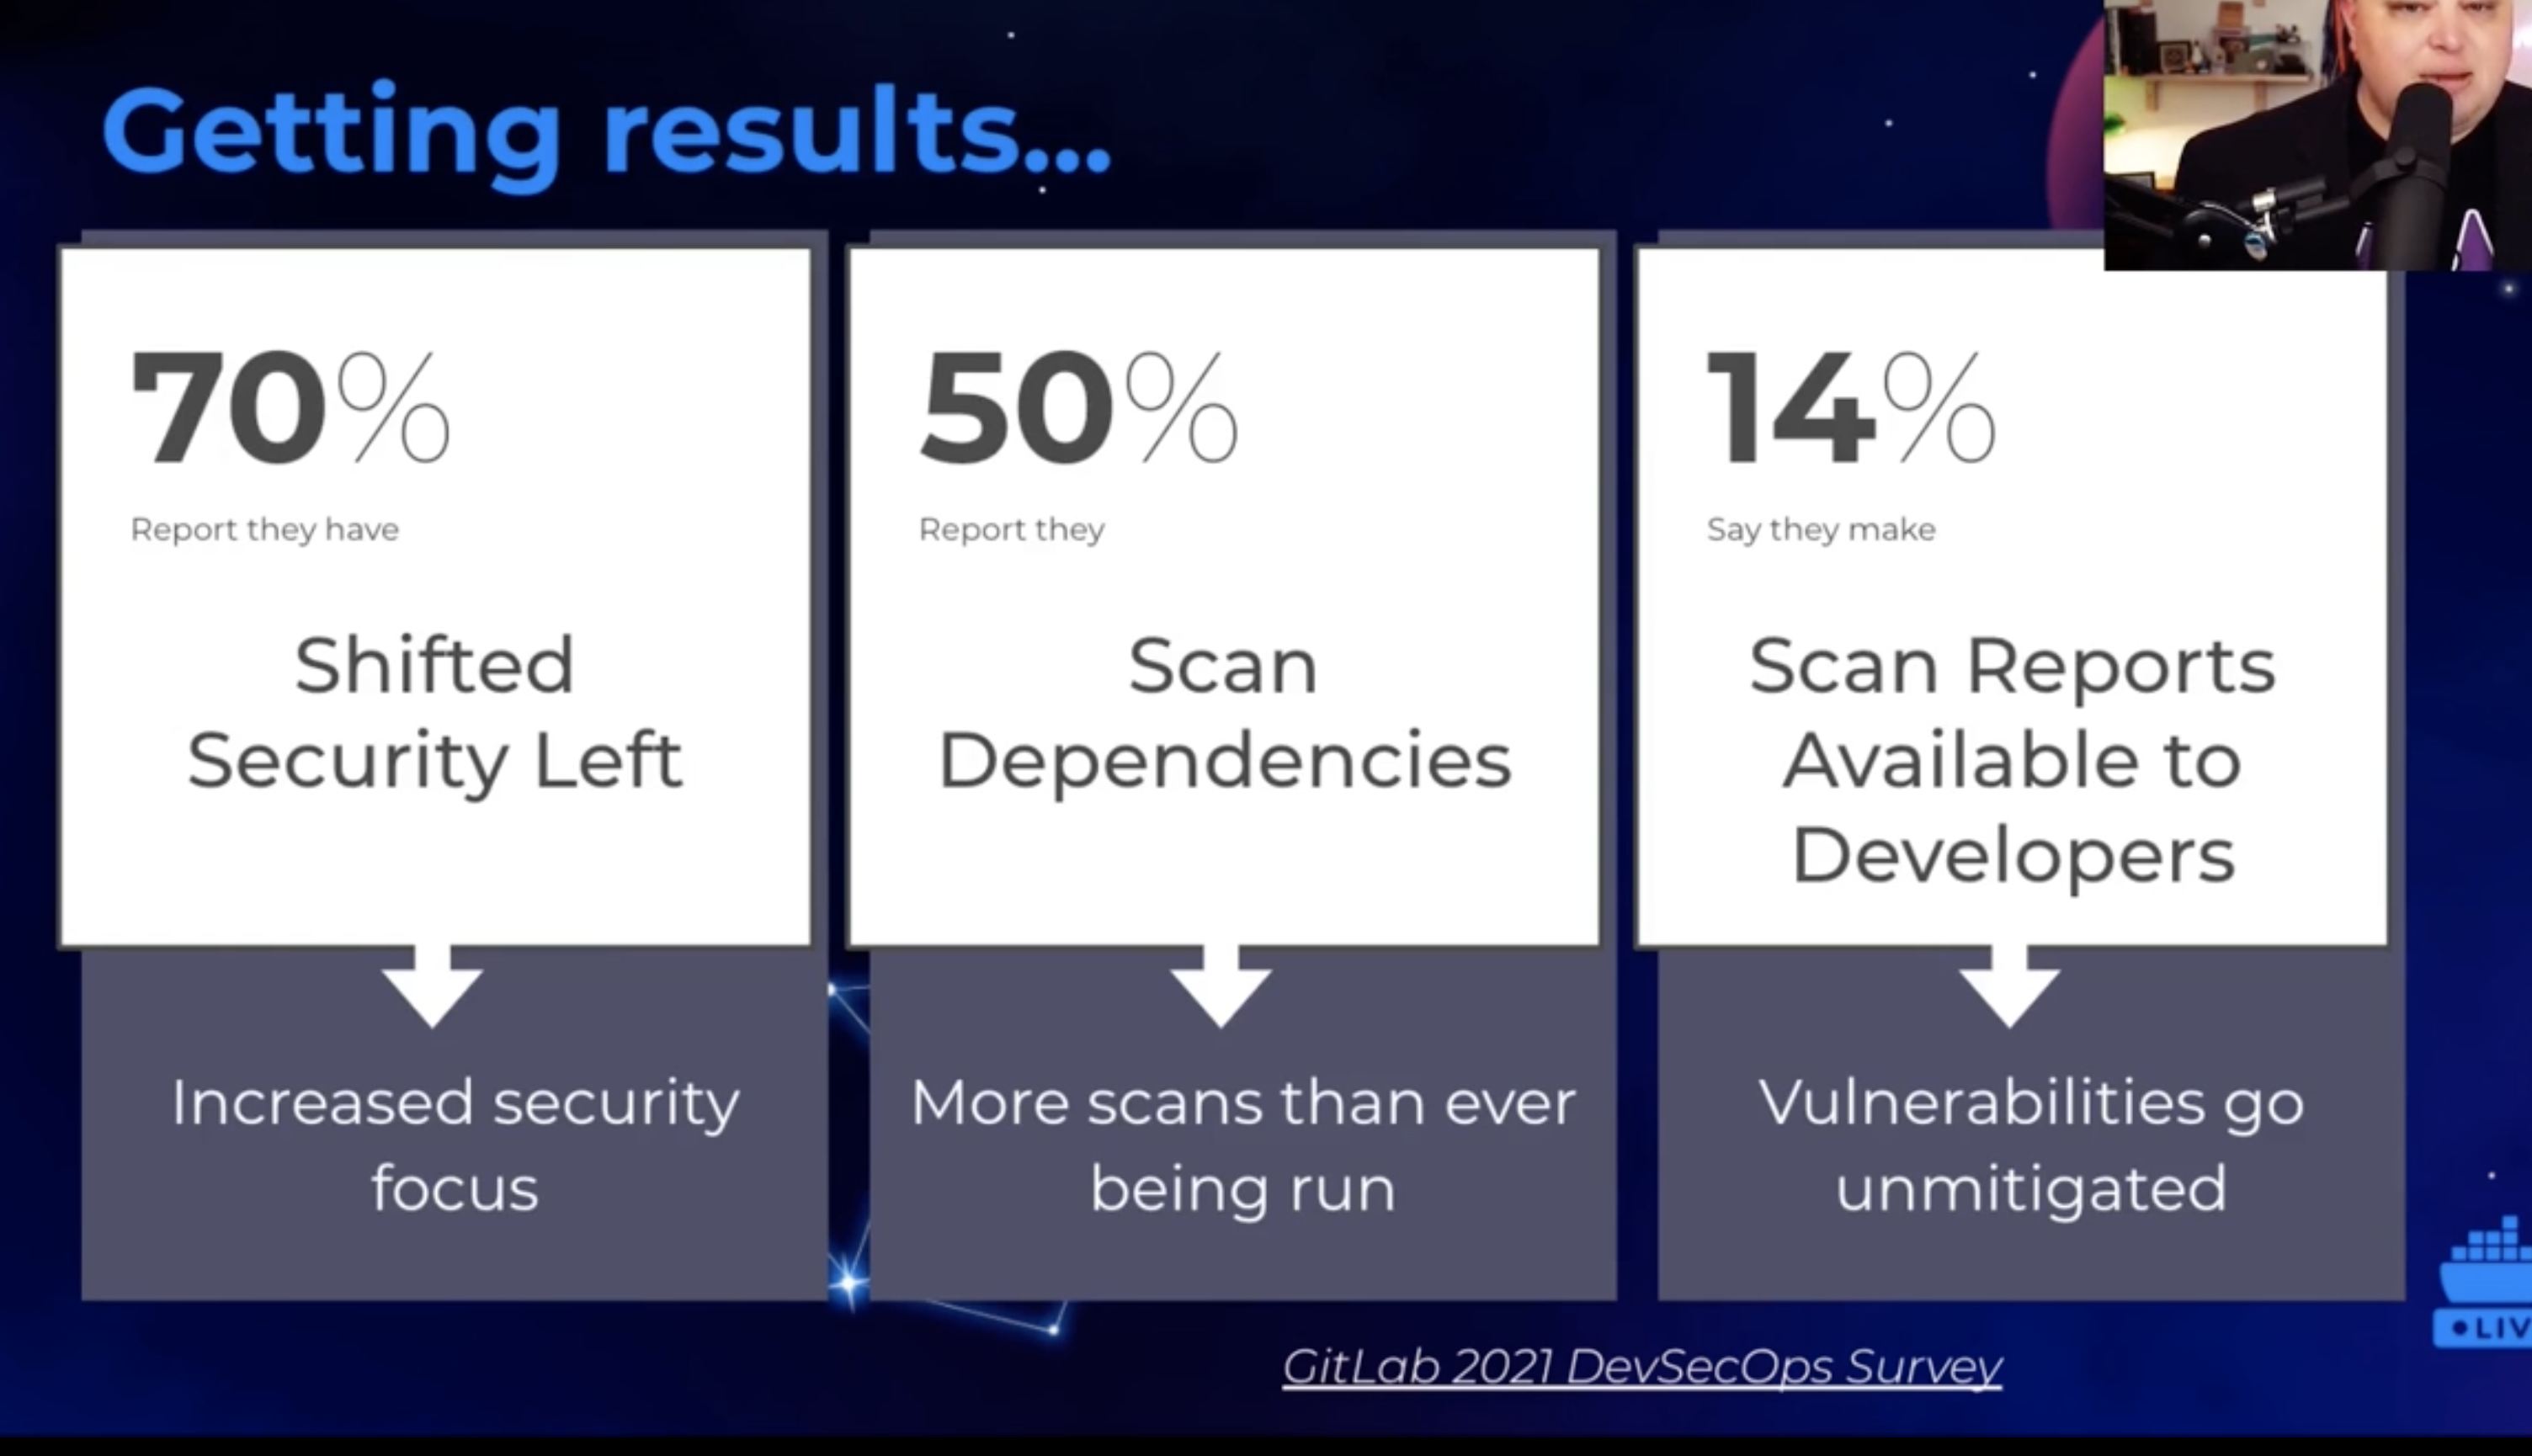 Getting results...
70%
Report they have
Shifted
Security Left
Increased security
focus
50%
Report they
Scan
Dependencies
More scans than ever
being run
14%
Say they make
Scan Reports
Available to
Developers
Vulnerabilities go
unmitigated
GitLab 2021 DevSecOps Survey
LIV